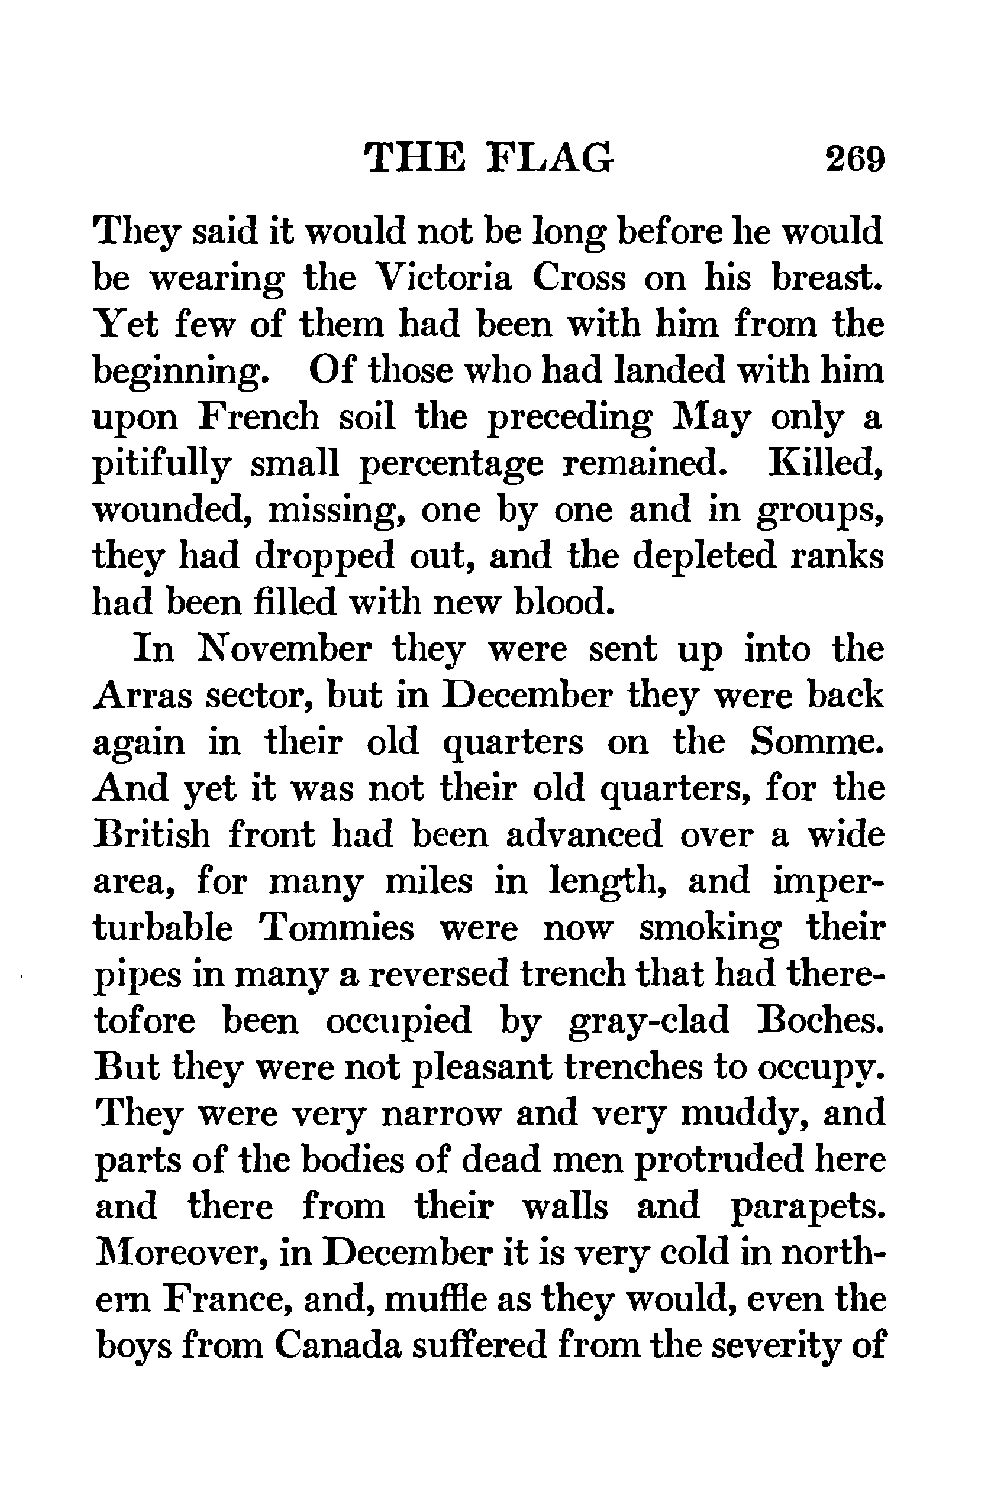 THE FLAG 269
They said it would not be long before he would
be wearing the Victoria Cross on his breast.
Yet few of them had been with him from the
beginning. Of those who had landed with him
upon French soil the preceding May only a
pitifully small percentage remained. Killed,
wounded, missing, one by one and in groups,
they had dropped out, and the depleted ranks
had been filled with new blood.
In November they were sent up into the
Arras sector, but in December they were back
again in their old quarters on the Somme.
And yet it was not their old quarters, for the
British front had been advanced over a wide
area, for many miles in length, and imper-
turbable Tommies were now smoking their
pipes in many a reversed trench that had there-
tofore been occupied by gray-clad Boches.
But they were not pleasant trenches to occupy.
They were very narrow and very muddy, and
parts of the bodies of dead men protruded here
and there from their walls and parapets.
Moreover, in December it is very cold in north-
ern France, and, muffle as they would, even the
boys from Canada suffered from the severity of